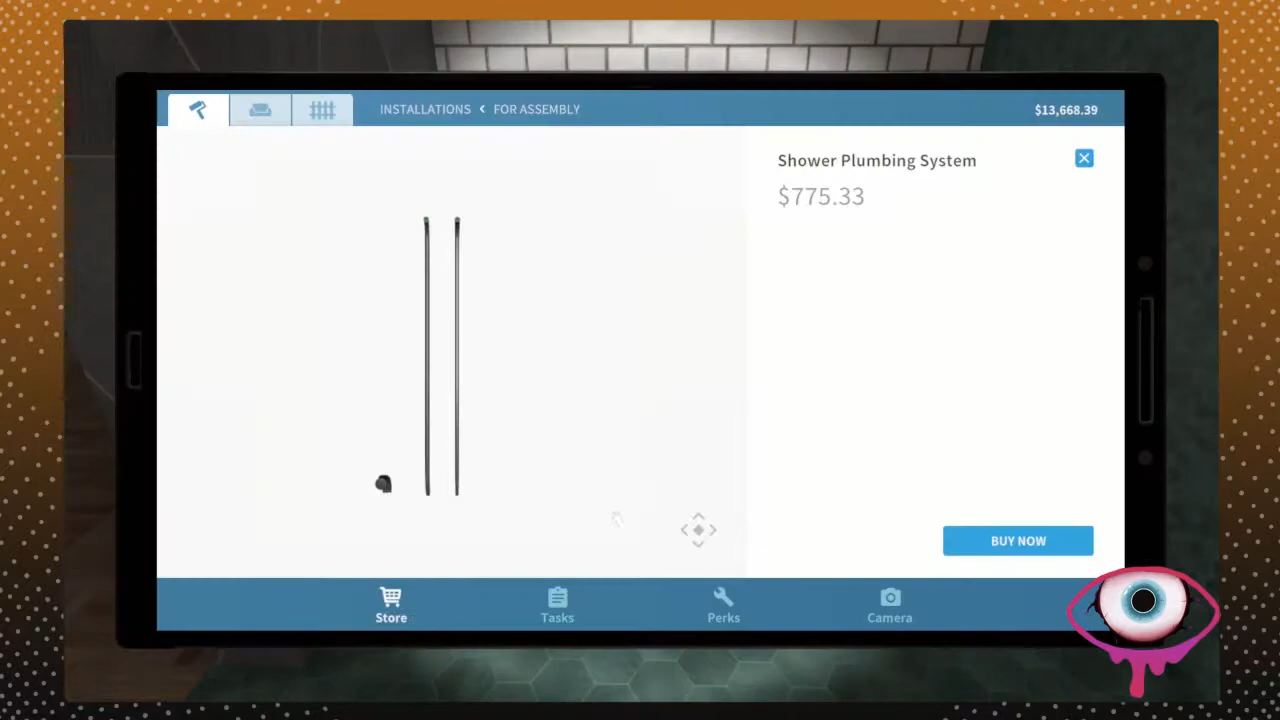 INSTALLATIONS < FOR ASSEMBLY
$13,668.39
Shower Plumbing System
$775.33
BUY NOW
Store
Tasks
Perks
Camera